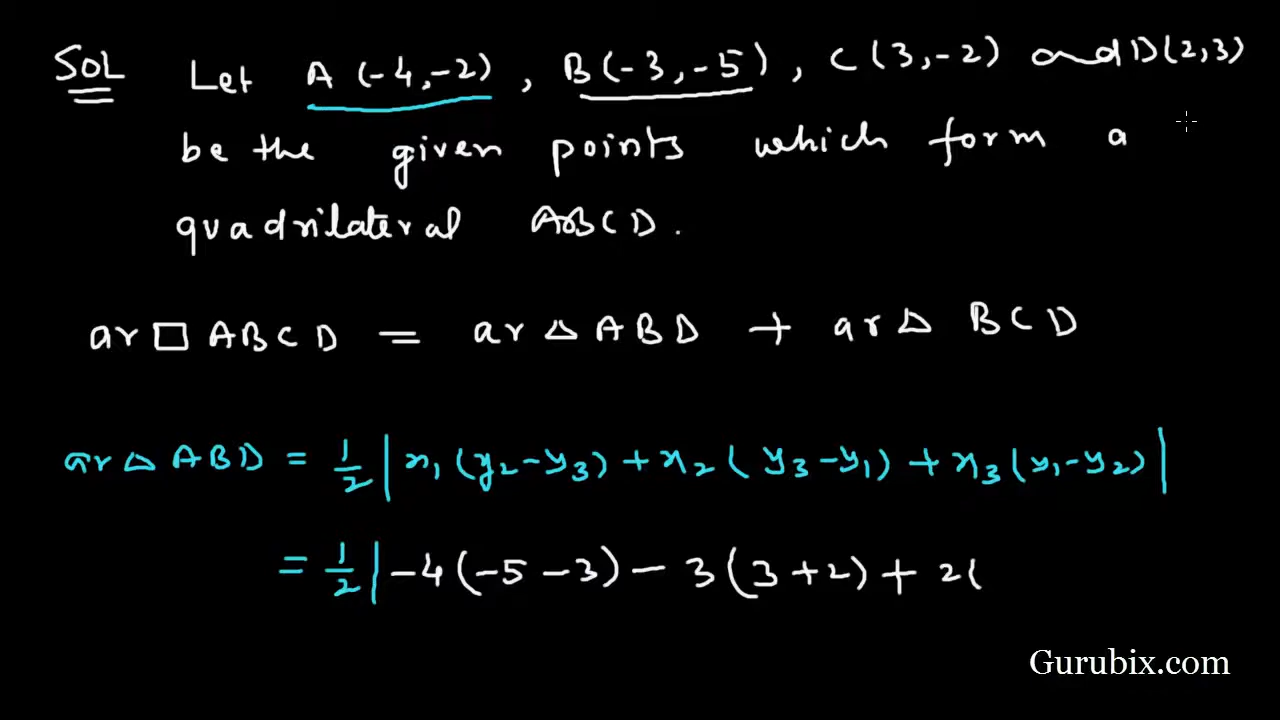 SOL Let A (-4,-2), B(-3,-5), C(3,-2) and D(2,3)
be the given points which form a
quadrilateral ABCD.
ar □ ABCD = ar △ ABD + ar △ BCD
ar △ ABD = 1/2 | x₁(y₂-y₃) + x₂(y₃-y₁) + x₃(y₁-y₂) |
= 1/2 | -4(-5-3) - 3(3+2) + 2(
Gurubix.com